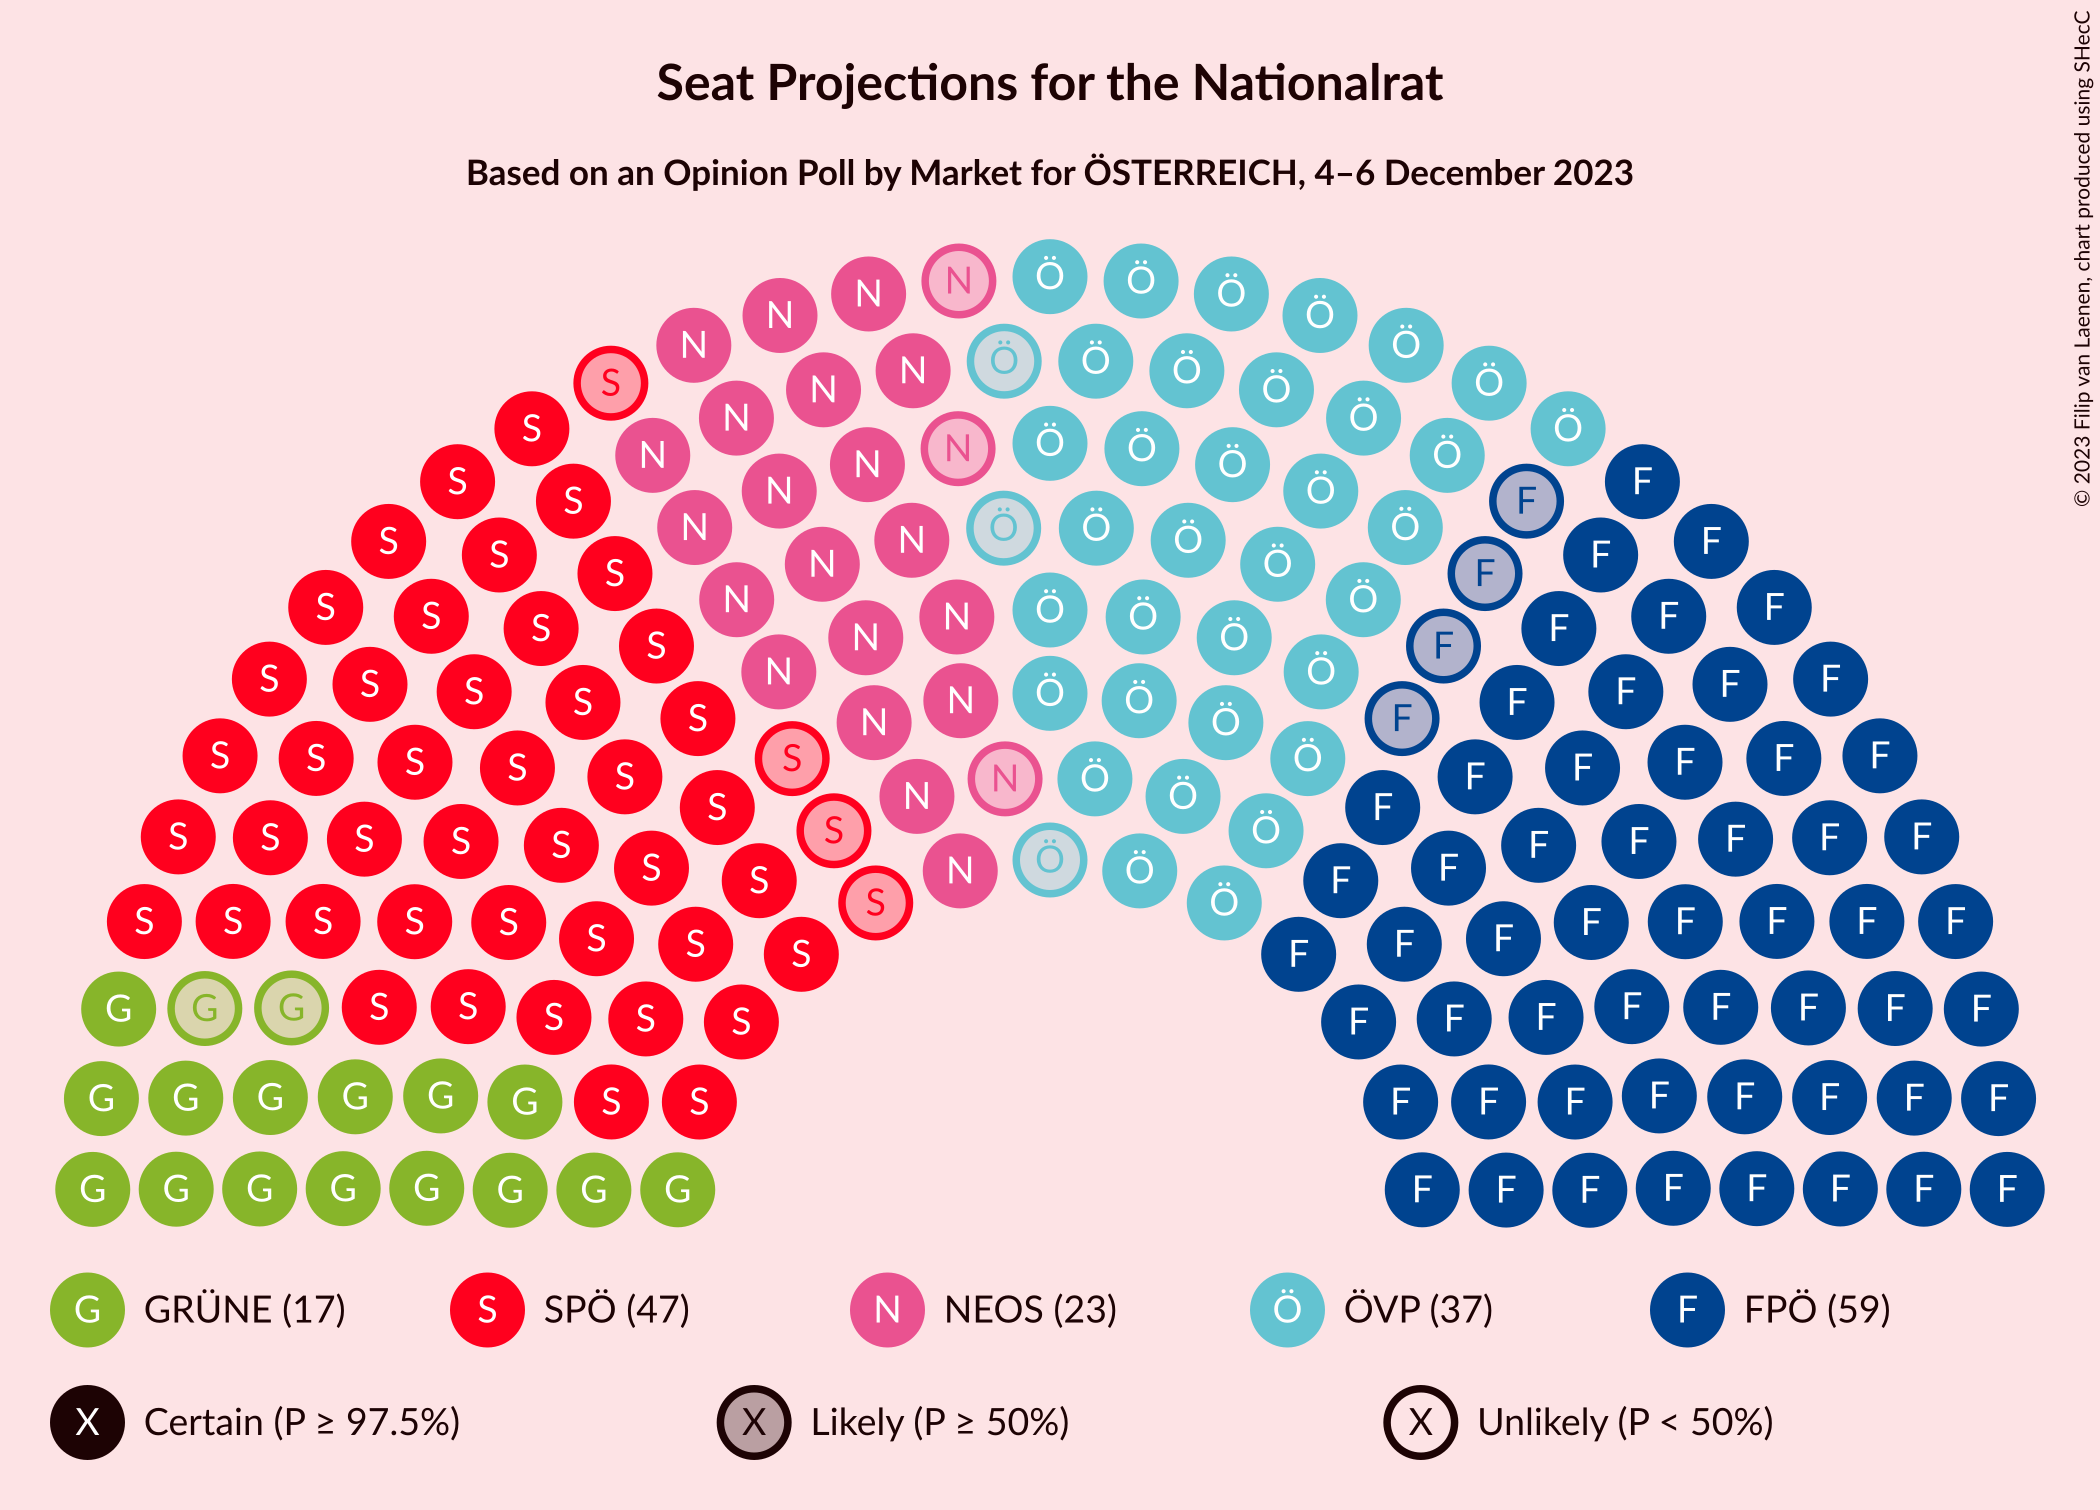 Seat Projections for the Nationalrat
Based on an Opinion Poll by Market for ÖSTERREICH, 4–6 December 2023
© 2023 Filip van Laenen, chart produced using SHecC
N Ö Ö Ö Ö
N N N Ö Ö Ö
S N N N Ö Ö Ö Ö Ö Ö
S N N N Ö Ö Ö Ö Ö Ö
S N N N Ö Ö Ö Ö F F
S S N N N Ö Ö Ö Ö Ö F F
S S S N N Ö Ö Ö Ö F F F
S S S S N N Ö Ö Ö F F F F
S S S S S N N Ö Ö Ö F F F F F
S S S S S S N N Ö Ö Ö Ö F F F F F
S S S S S S S N N Ö Ö Ö F F F F F F F
S S S S S S S S N Ö Ö Ö F F F F F F F
S S S S S S S S S F F F F F F F F F
G G G S S S S S F F F F F F F F
G G G G G G S S F F F F F F F F
G G G G G G G G F F F F F F F F
G GRÜNE (17) S SPÖ (47) N NEOS (23) Ö ÖVP (37) F FPÖ (59)
X Certain (P ≥ 97.5%) X Likely (P ≥ 50%) X Unlikely (P < 50%)